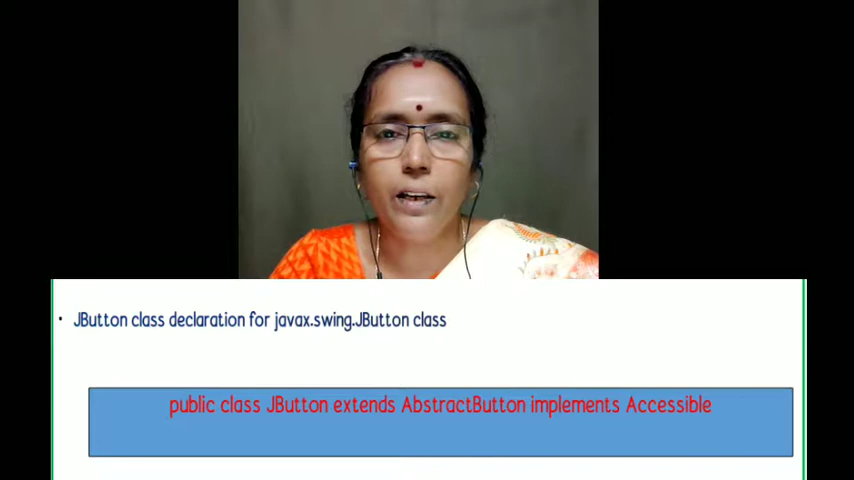 • JButton class declaration for javax.swing.JButton class
public class JButton extends AbstractButton implements Accessible